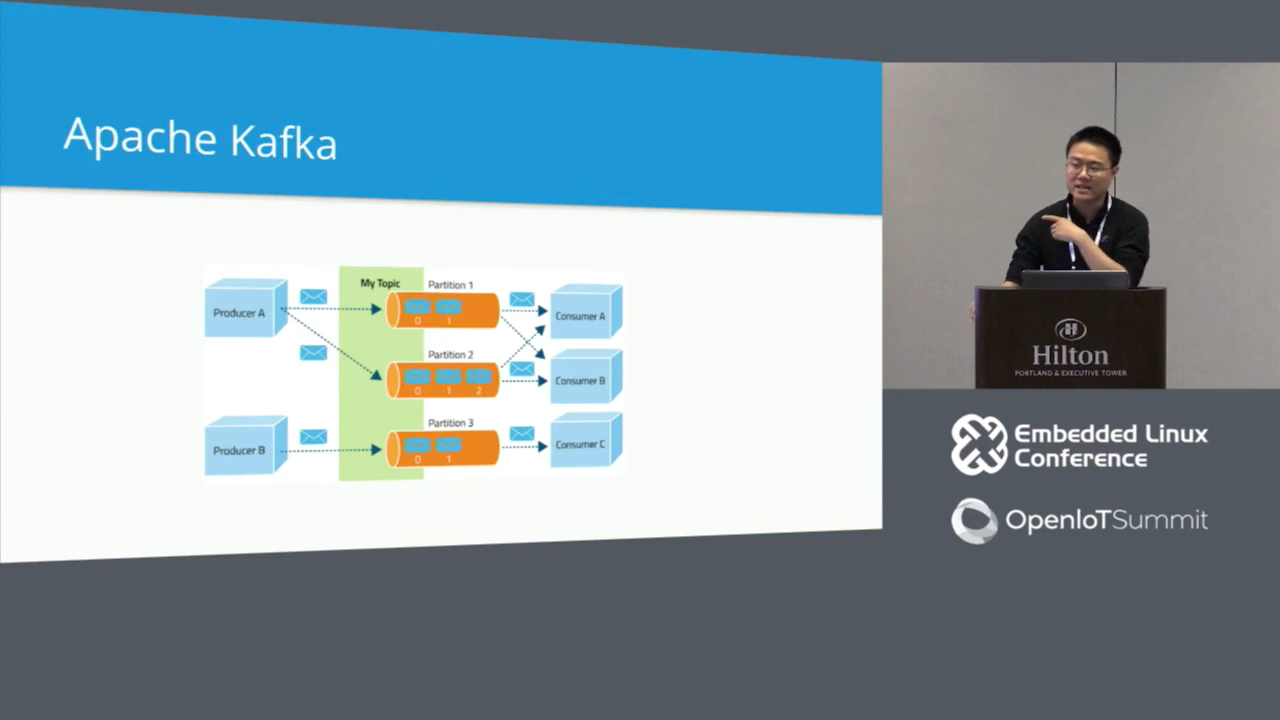 Apache Kafka
My Topic
Partition 1
Producer A
0 1
Consumer A
Partition 2
0 1 2
Consumer B
Partition 3
Producer B
0 1
Consumer C
Hilton
PORTLAND & EXECUTIVE TOWER
Embedded Linux
Conference
OpenIoTSummit